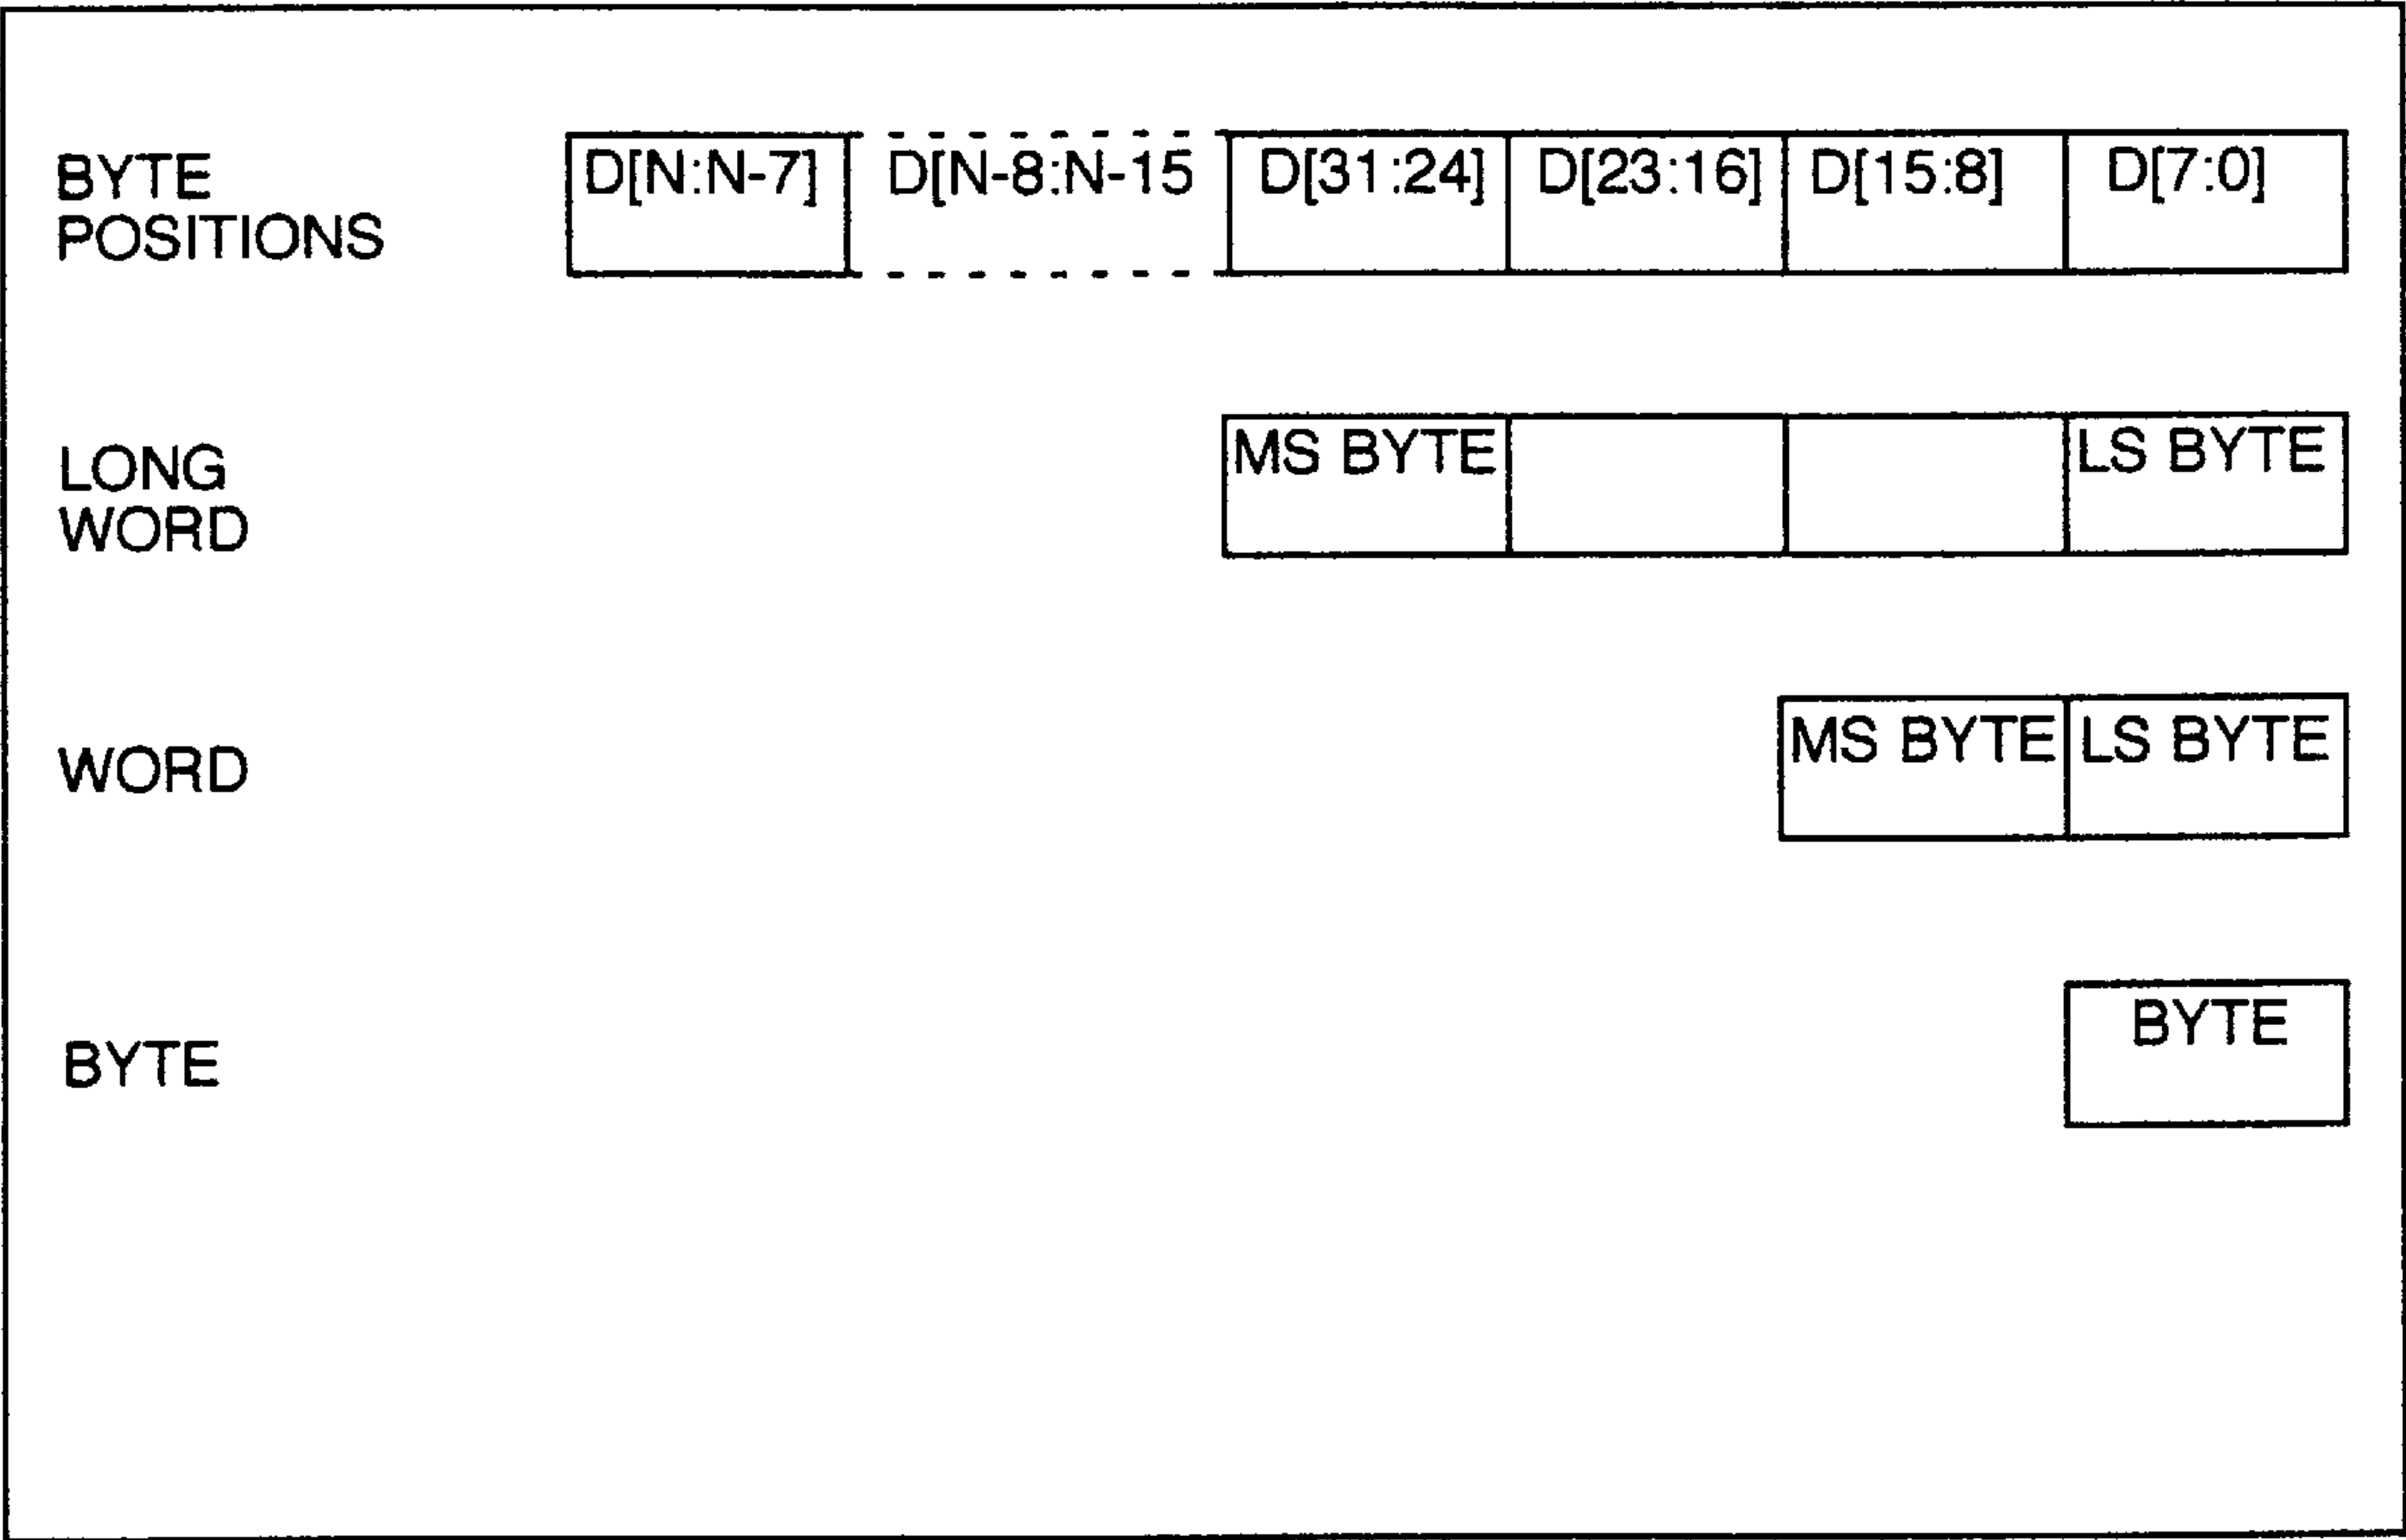 BYTE
POSITIONS
D[N:N-7] D[N-8:N-15 D[31:24] D[23:16] D[15:8] D[7:0]
LONG
WORD
MS BYTE LS BYTE
WORD
MS BYTE LS BYTE
BYTE
BYTE